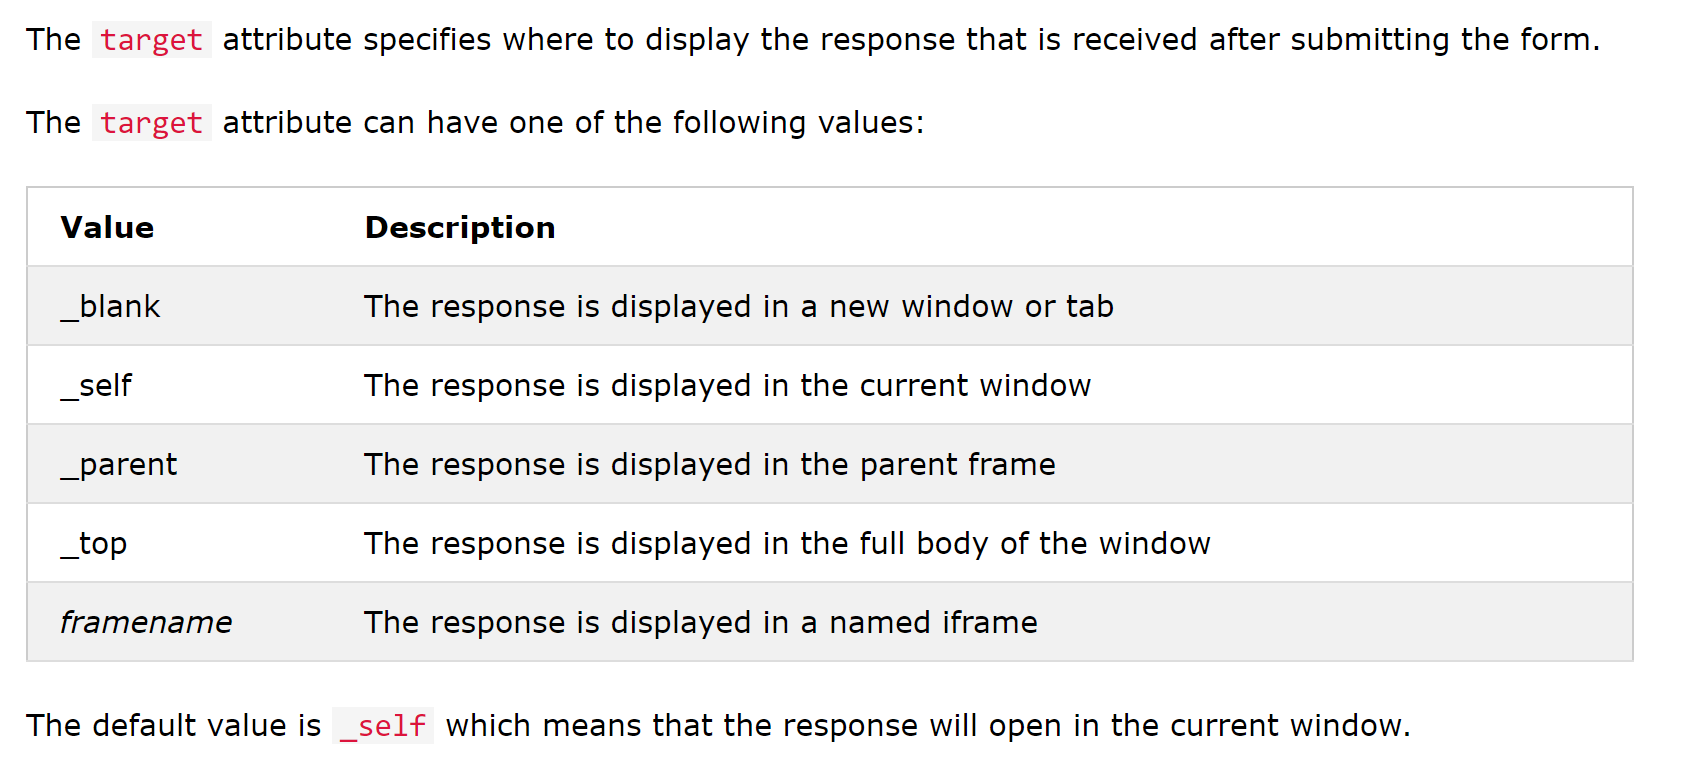 The target attribute specifies where to display the response that is received after submitting the form.
The target attribute can have one of the following values:
Value Description
_blank The response is displayed in a new window or tab
_self The response is displayed in the current window
_parent The response is displayed in the parent frame
_top The response is displayed in the full body of the window
framename The response is displayed in a named iframe
The default value is _self which means that the response will open in the current window.